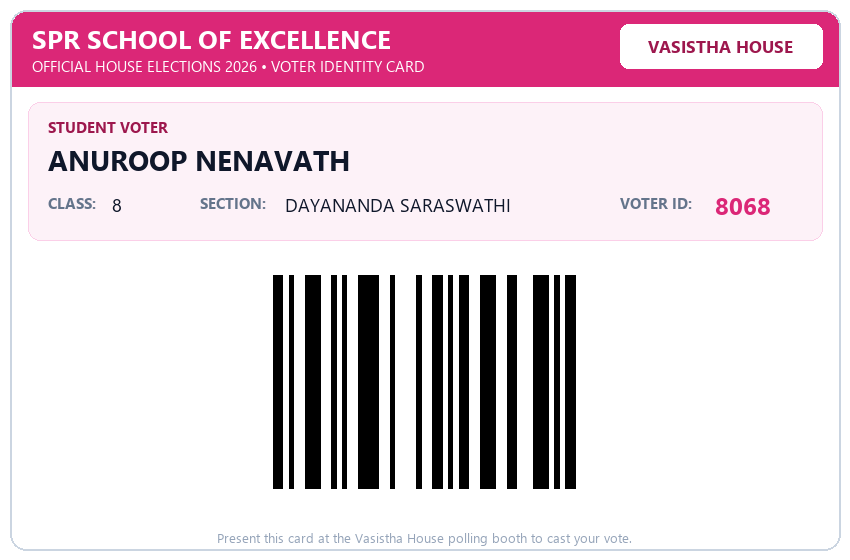 SPR SCHOOL OF EXCELLENCE
OFFICIAL HOUSE ELECTIONS 2026 • VOTER IDENTITY CARD
VASISTHA HOUSE
STUDENT VOTER
ANUROOP NENAVATH
CLASS: 8 SECTION: DAYANANDA SARASWATHI VOTER ID: 8068
Present this card at the Vasistha House polling booth to cast your vote.